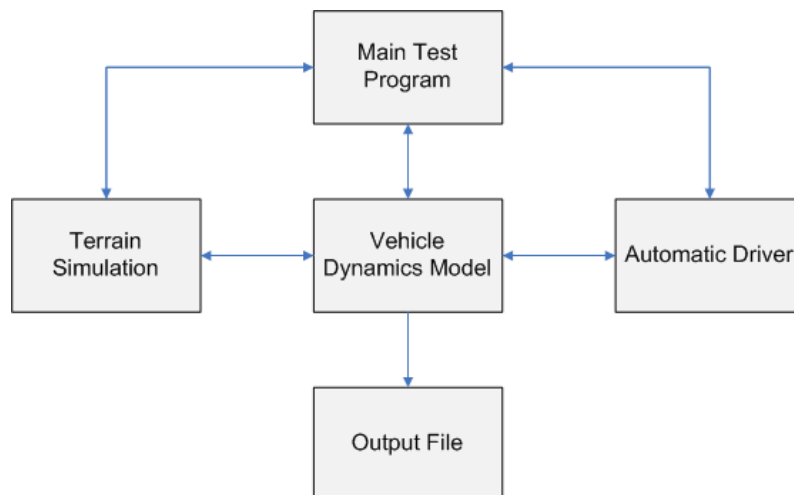 Main Test
Program
Terrain
Simulation
Vehicle
Dynamics Model
Automatic Driver
Output File